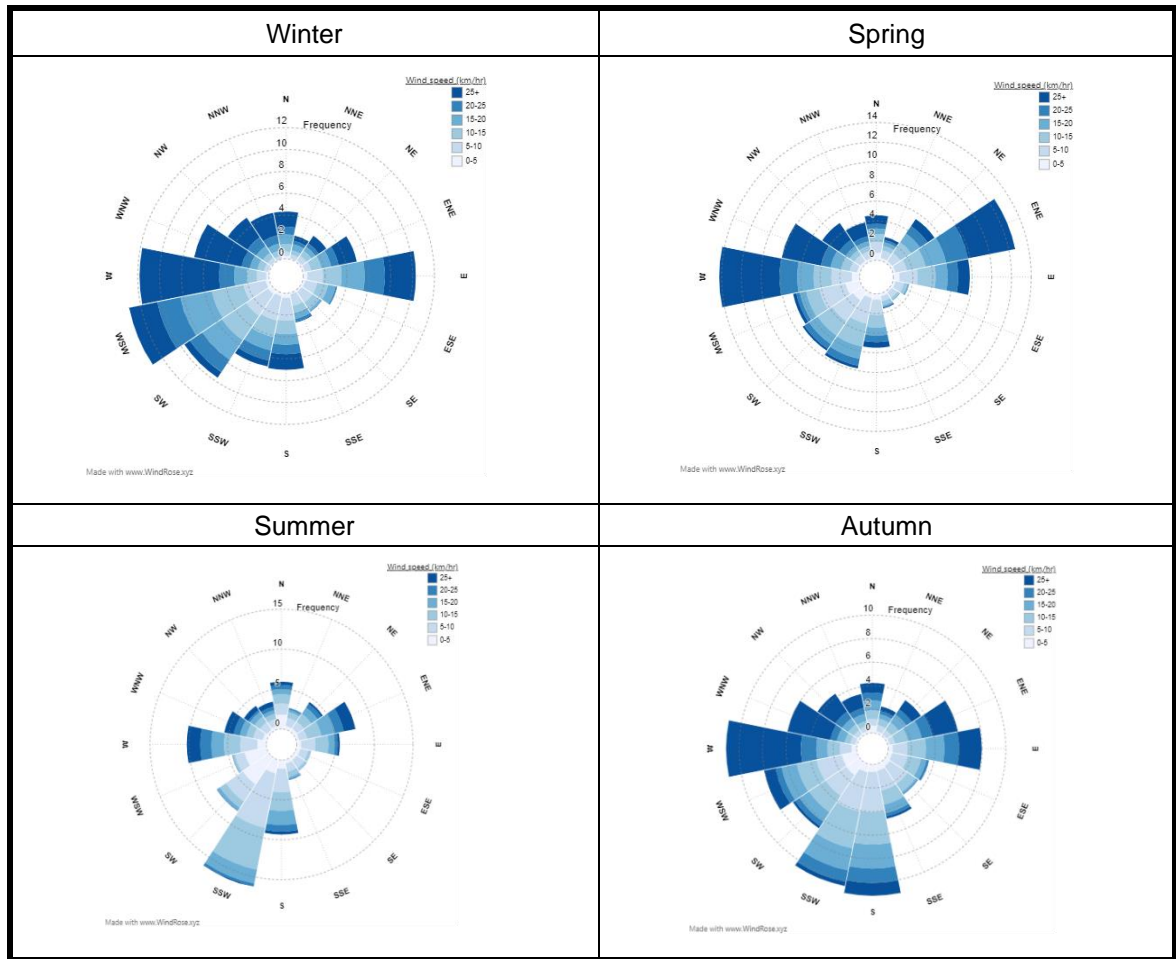 Winter
Spring
Wind speed (km/hr)
25+
20-25
15-20
10-15
5-10
0-5
N
NNE
NE
ENE
E
ESE
SE
SSE
S
SSW
SW
WSW
W
WNW
NW
NNW
Frequency
12
10
8
6
4
2
0
Made with www.WindRose.xyz
Wind speed (km/hr)
25+
20-25
15-20
10-15
5-10
0-5
N
NNE
NE
ENE
E
ESE
SE
SSE
S
SSW
SW
WSW
W
WNW
NW
NNW
Frequency
14
12
10
8
6
4
2
0
Made with www.WindRose.xyz
Summer
Autumn
Wind speed (km/hr)
25+
20-25
15-20
10-15
5-10
0-5
N
NNE
NE
ENE
E
ESE
SE
SSE
S
SSW
SW
WSW
W
WNW
NW
NNW
Frequency
15
10
5
0
Made with www.WindRose.xyz
Wind speed (km/hr)
25+
20-25
15-20
10-15
5-10
0-5
N
NNE
NE
ENE
E
ESE
SE
SSE
S
SSW
SW
WSW
W
WNW
NW
NNW
Frequency
10
8
6
4
2
0
Made with www.WindRose.xyz